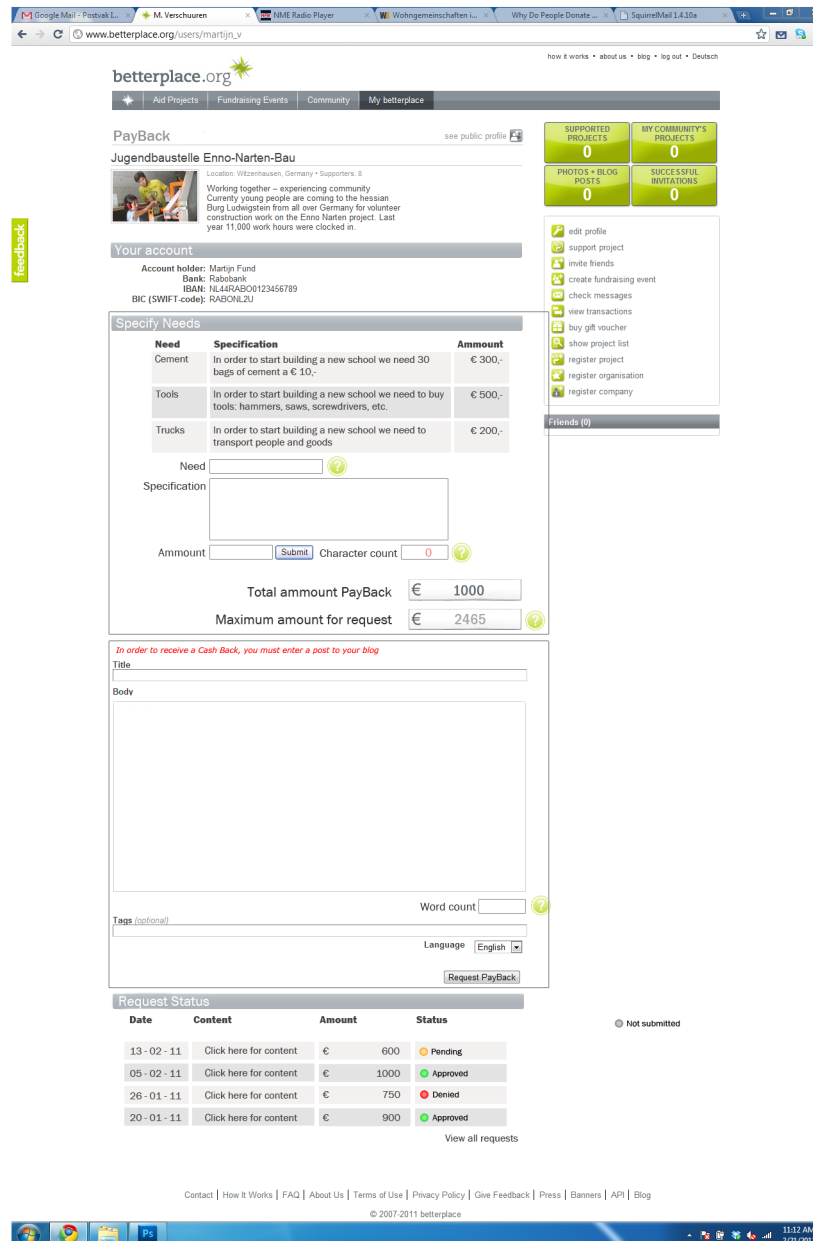 Google Mail - Postvak I...
M. Verschuuren
NME Radio Player
Wohngemeinschaften i...
Why Do People Donate ...
SquirrelMail 1.4.10a
www.betterplace.org/users/martijn_v
how it works • about us • blog • log out • Deutsch
betterplace.org
Aid Projects
Fundraising Events
Community
My betterplace
PayBack
see public profile
Jugendbaustelle Enno-Narten-Bau
Location: Witzenhausen, Germany • Supporters: 8
Working together – experiencing community
Currenty young people are coming to the hessian
Burg Ludwigstein from all over Germany for volunteer
construction work on the Enno Narten project. Last
year 11,000 work hours were clocked in.
SUPPORTED PROJECTS
0
MY COMMUNITY'S PROJECTS
0
PHOTOS + BLOG POSTS
0
SUCCESSFUL INVITATIONS
0
feedback
edit profile
support project
invite friends
create fundraising event
check messages
view transactions
buy gift voucher
show project list
register project
register organisation
register company
Friends (0)
Your account
Account holder: Martijn Fund
Bank: Rabobank
IBAN: NL44RABO0123456789
BIC (SWIFT-code): RABONL2U
Specify Needs
Need Specification Ammount
Cement In order to start building a new school we need 30 € 300,-
bags of cement a € 10,-
Tools In order to start building a new school we need to buy € 500,-
tools: hammers, saws, screwdrivers, etc.
Trucks In order to start building a new school we need to € 200,-
transport people and goods
Need ?
Specification
Ammount Submit Character count 0 ?
Total ammount PayBack € 1000
Maximum amount for request € 2465 ?
In order to receive a Cash Back, you must enter a post to your blog
Title
Body
Word count ?
Tags (optional)
Language English
Request PayBack
Request Status
Date Content Amount Status
Not submitted
13 - 02 - 11 Click here for content € 600 Pending
05 - 02 - 11 Click here for content € 1000 Approved
26 - 01 - 11 Click here for content € 750 Denied
20 - 01 - 11 Click here for content € 900 Approved
View all requests
Contact | How It Works | FAQ | About Us | Terms of Use | Privacy Policy | Give Feedback | Press | Banners | API | Blog
© 2007-2011 betterplace
Ps
11:12 AM